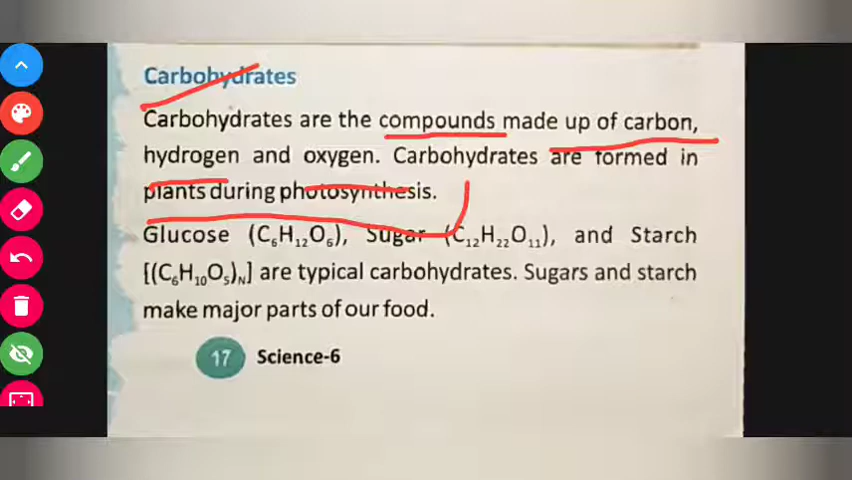 Carbohydrates
Carbohydrates are the compounds made up of carbon,
hydrogen and oxygen. Carbohydrates are formed in
plants during photosynthesis.
Glucose (C₆H₁₂O₆), Sugar (C₁₂H₂₂O₁₁), and Starch
[(C₆H₁₀O₅)N] are typical carbohydrates. Sugars and starch
make major parts of our food.
17 Science-6